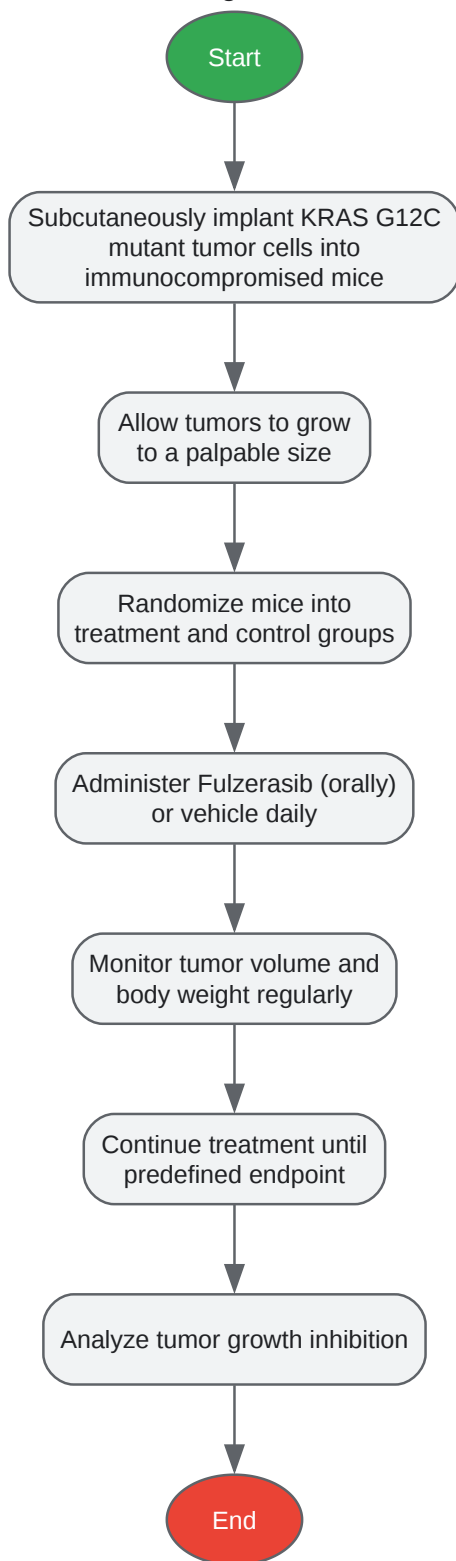 Start
Subcutaneously implant KRAS G12C
mutant tumor cells into
immunocompromised mice
Allow tumors to grow
to a palpable size
Randomize mice into
treatment and control groups
Administer Fulzerasib (orally)
or vehicle daily
Monitor tumor volume and
body weight regularly
Continue treatment until
predefined endpoint
Analyze tumor growth inhibition
End